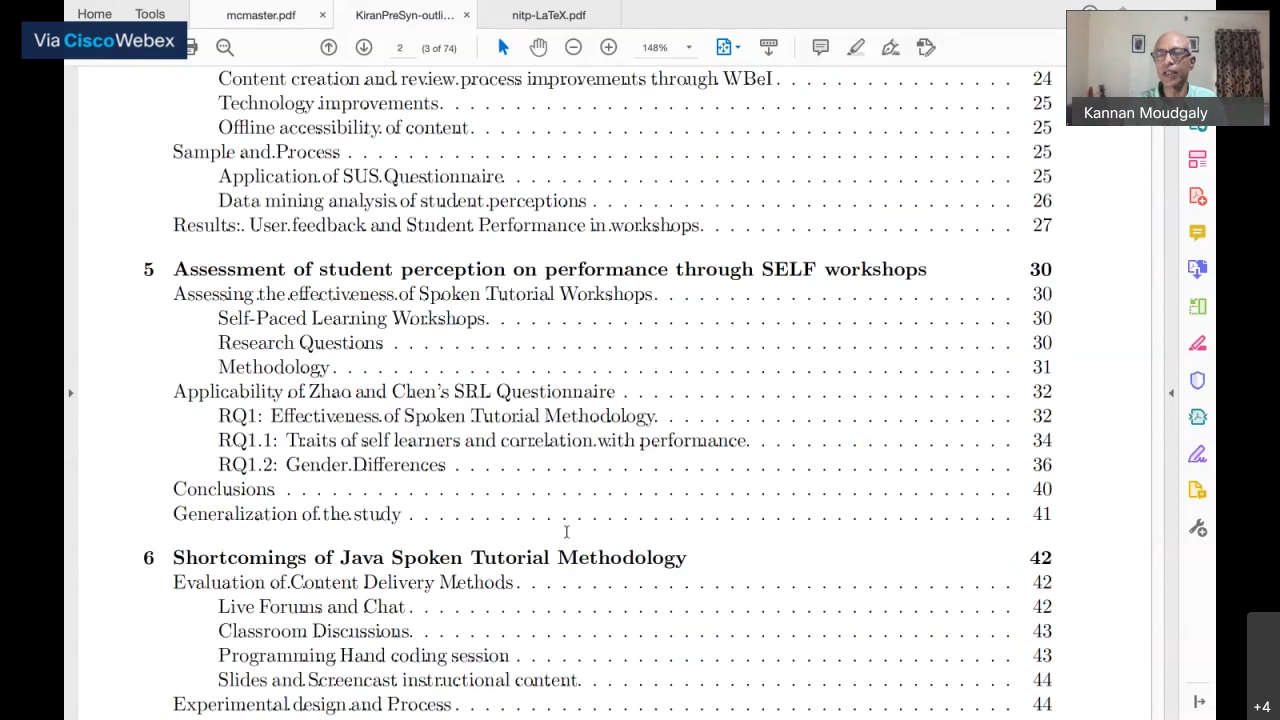 Home Tools mcmaster.pdf × KiranPreSyn-outli... × nitp-LaTeX.pdf
Via CiscoWebex
2 (3 of 74) 148%
Kannan Moudgaly
Content creation and review process improvements through WBeI . . . . . . . . . . . . 24
Technology improvements. . . . . . . . . . . . . . . . . . . . . . . . . . . . . 25
Offline accessibility of content . . . . . . . . . . . . . . . . . . . . . . . . . . . 25
Sample and Process . . . . . . . . . . . . . . . . . . . . . . . . . . . . . . . . . 25
Application of SUS Questionnaire . . . . . . . . . . . . . . . . . . . . . . . . . 25
Data mining analysis of student perceptions . . . . . . . . . . . . . . . . . . . . . 26
Results: User feedback and Student Performance in workshops. . . . . . . . . . . . . . . . 27
5 Assessment of student perception on performance through SELF workshops 30
Assessing the effectiveness of Spoken Tutorial Workshops. . . . . . . . . . . . . . . . . . 30
Self-Paced Learning Workshops. . . . . . . . . . . . . . . . . . . . . . . . . . . 30
Research Questions . . . . . . . . . . . . . . . . . . . . . . . . . . . . . . . 30
Methodology . . . . . . . . . . . . . . . . . . . . . . . . . . . . . . . . . . 31
Applicability of Zhao and Chen's SRL Questionnaire . . . . . . . . . . . . . . . . . . . . 32
RQ1: Effectiveness of Spoken Tutorial Methodology. . . . . . . . . . . . . . . . . . 32
RQ1.1: Traits of self learners and correlation with performance. . . . . . . . . . . . . . 34
RQ1.2: Gender Differences . . . . . . . . . . . . . . . . . . . . . . . . . . . . 36
Conclusions . . . . . . . . . . . . . . . . . . . . . . . . . . . . . . . . . . . . 40
Generalization of the study . . . . . . . . . . . . . . . . . . . . . . . . . . . . . . 41
6 Shortcomings of Java Spoken Tutorial Methodology 42
Evaluation of Content Delivery Methods . . . . . . . . . . . . . . . . . . . . . . . . . 42
Live Forums and Chat . . . . . . . . . . . . . . . . . . . . . . . . . . . . . . 42
Classroom Discussions. . . . . . . . . . . . . . . . . . . . . . . . . . . . . . 43
Programming Hand coding session . . . . . . . . . . . . . . . . . . . . . . . . . 43
Slides and Screencast instructional content. . . . . . . . . . . . . . . . . . . . . . 44
Experimental design and Process . . . . . . . . . . . . . . . . . . . . . . . . . . . . 44
+4